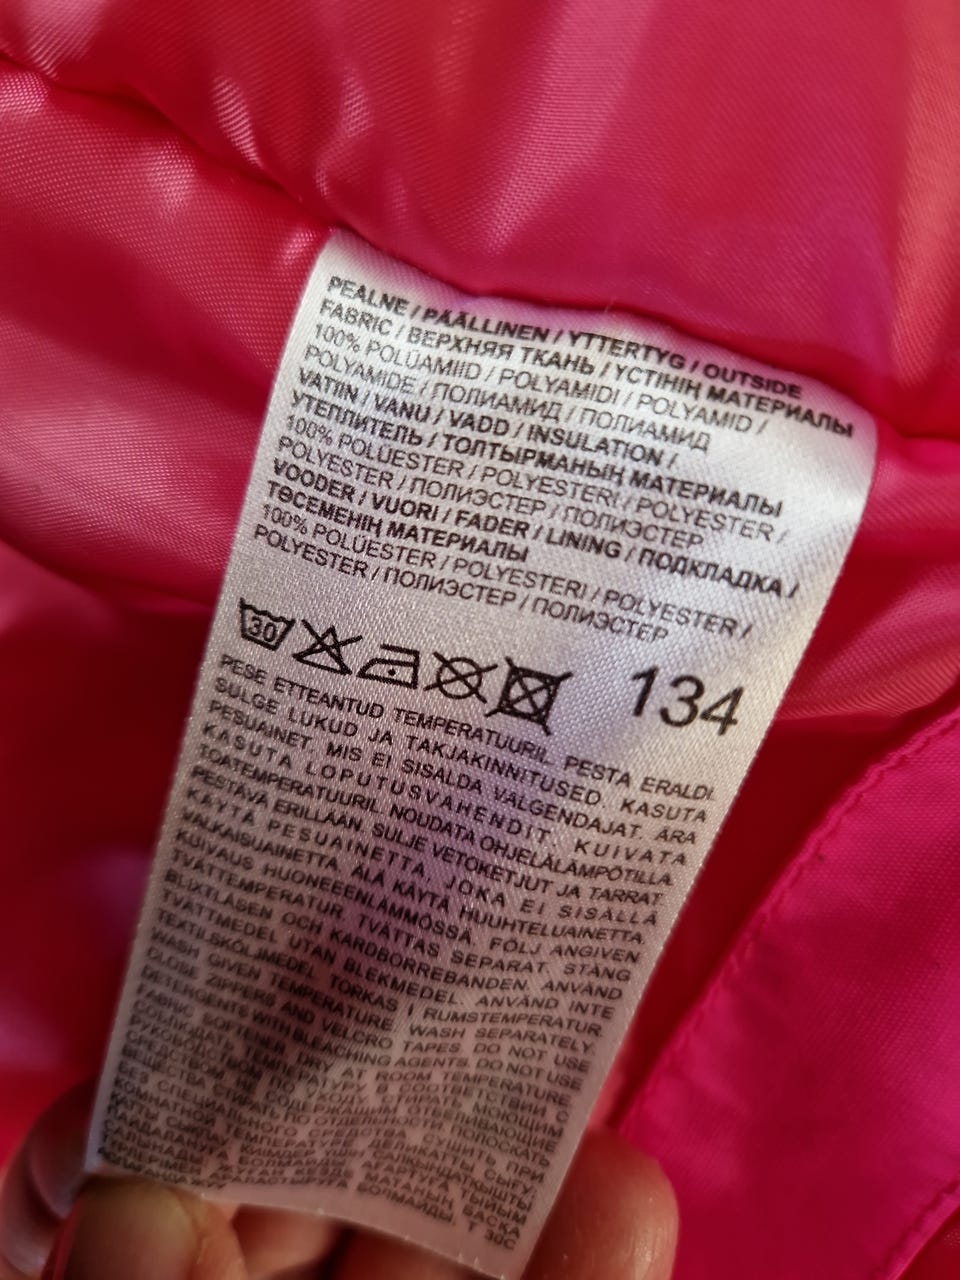 PEALNE / PÄÄLLINEN / YTTERTYG / OUTSIDE
FABRIC / ВЕРХНЯЯ ТКАНЬ / ҮСТІНІҢ МАТЕРИАЛЫ
100% POLÜAMIID / POLYAMIDI / POLYAMID /
POLYAMIDE / ПОЛИАМИД / ПОЛИАМИД
VATIIN / VANU / VADD / INSULATION /
УТЕПЛИТЕЛЬ / ТОЛТЫРМАНЫҢ МАТЕРИАЛЫ
100% POLÜESTER / POLYESTERI / POLYESTER /
POLYESTER / ПОЛИЭСТЕР / ПОЛИЭСТЕР
VOODER / VUORI / FADER / LINING / ПОДКЛАДКА /
ТӨСЕМЕНІҢ МАТЕРИАЛЫ
100% POLÜESTER / POLYESTERI / POLYESTER /
POLYESTER / ПОЛИЭСТЕР / ПОЛИЭСТЕР
30 134
PESE ETTEANTUD TEMPERATUURIL. PESTA ERALDI.
SULGE LUKUD JA TAKJAKINNITUSED. KASUTA
PESUAINET, MIS EI SISALDA VALGENDAJAT. ÄRA
KASUTA LOPUTUSVAHENDIT. KUIVATA
TOATEMPERATUURIL. NOUDATA OHJELÄLÄMPÖTILLA.
PESTÄVÄ ERILLÄÄN. SULJE VETOKETJUT JA TARRAT.
KÄYTÄ PESUAINETTA, JOKA EI SISÄLLÄ
VALKAISUAINETTA. ÄLÄ KÄYTÄ HUUHTELUAINETTA.
KUIVAUS HUONEEENLÄMMÖSSÄ. FÖLJ ANGIVEN
TVÄTTEMPERATUR. TVÄTTAS SEPARAT. STÄNG
BLIXTLÅSEN OCH KARDBORREBANDEN. ANVÄND
TVÄTTMEDEL UTAN BLEKMEDEL. ANVÄND INTE
TEXTILSKÖLJMEDEL. TORKAS I RUMSTEMPERATUR.
WASH GIVEN TEMPERATURE. WASH SEPARATELY.
CLOSE ZIPPERS AND VELCRO TAPES. DO NOT USE
DETERGENTS WITH BLEACHING AGENTS. DO NOT USE
FABRIC SOFTENER. DRY AT ROOM TEMPERATURE.